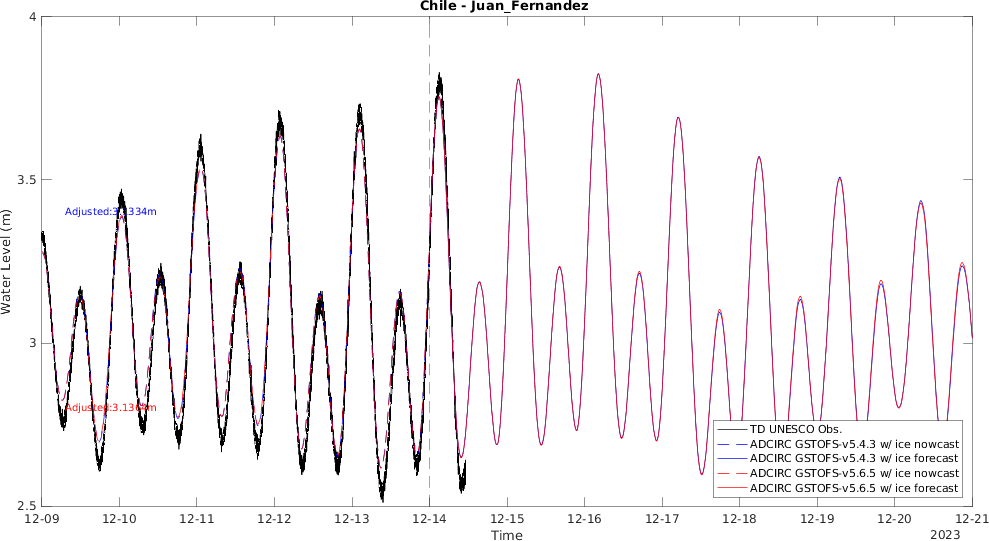 Chile - Juan_Fernandez
4
3.5
3
2.5
Water Level (m)
Adjusted:
Adjusted:
TD UNESCO Obs.
ADCIRC GSTOFS-v5.4.3 w/ ice nowcast
ADCIRC GSTOFS-v5.4.3 w/ ice forecast
ADCIRC GSTOFS-v5.6.5 w/ ice nowcast
ADCIRC GSTOFS-v5.6.5 w/ ice forecast
12-09 12-10 12-11 12-12 12-13 12-14 12-15 12-16 12-17 12-18 12-19 12-20 12-21
Time
2023